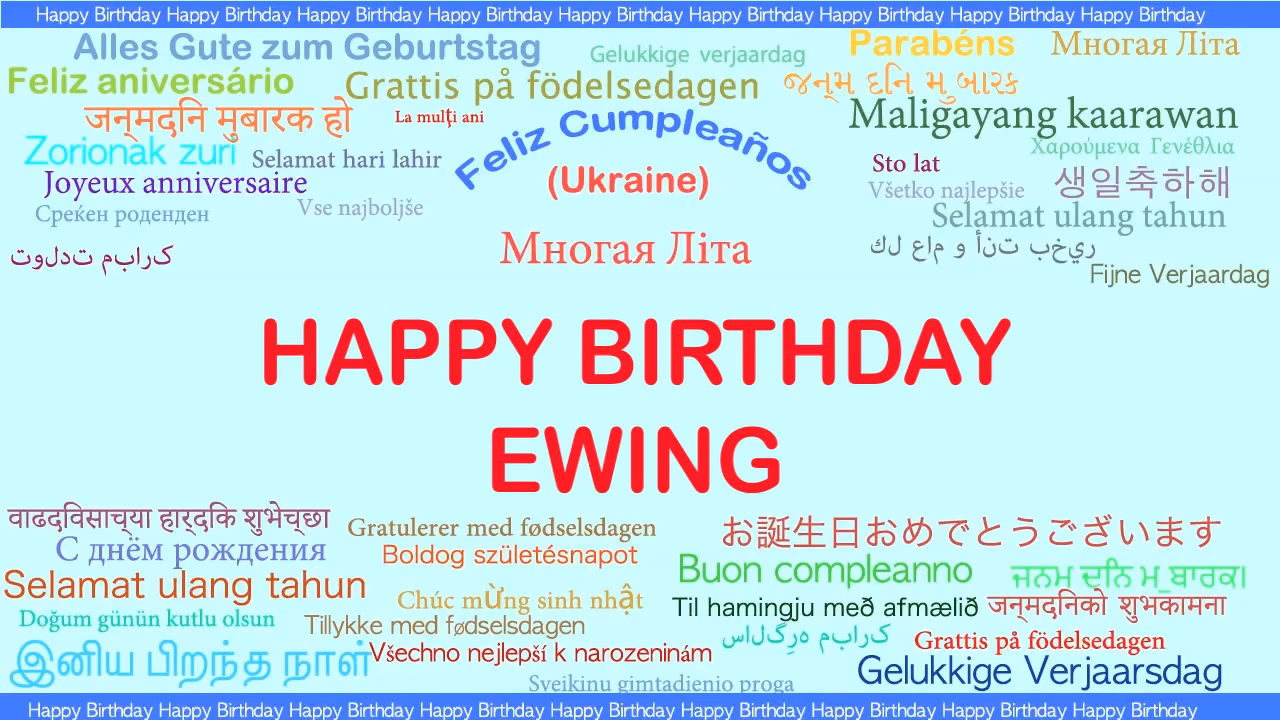 Happy Birthday Happy Birthday Happy Birthday Happy Birthday Happy Birthday Happy Birthday Happy Birthday Happy Birthday Happy Birthday
Alles Gute zum Geburtstag
Gelukkige verjaardag
Parabéns
Многая Літа
Feliz aniversário
Grattis på födelsedagen
જન્મ દનિ મુબારક
जन्मदनि मुबारक हो
La mulţi ani
Feliz Cumpleaños
Maligayang kaarawan
Zorionak zuri
Selamat hari lahir
Χαρούμενα Γενέθλια
Sto lat
Joyeux anniversaire
(Ukraine)
Všetko najlepšie
생일축하해
Среќен роденден
Vse najboljše
Selamat ulang tahun
Многая Літа
كل عام و أنت بخير
תולדת
مبارک
Fijne Verjaardag
HAPPY BIRTHDAY
EWING
वाढदविसाच्या हार्दकि शुभेच्छा
Gratulerer med fødselsdagen
お誕生日おめでとうございます
С днём рождения
Boldog születésnapot
Buon compleanno
ਜਨਮ ਦਨਿ ਮੁਬਾਰਕ।
Selamat ulang tahun
Chúc mừng sinh nhật
Til hamingju með afmælið
जन्मदनिको शुभकामना
Doğum günün kutlu olsun
Tillykke med fødselsdagen
سالگرہ مبارک
Grattis på födelsedagen
இனிய பிறந்த நாள்
Všechno nejlepší k narozeninám
Gelukkige Verjaarsdag
Sveikinu gimtadienio proga
Happy Birthday Happy Birthday Happy Birthday Happy Birthday Happy Birthday Happy Birthday Happy Birthday Happy Birthday Happy Birthday